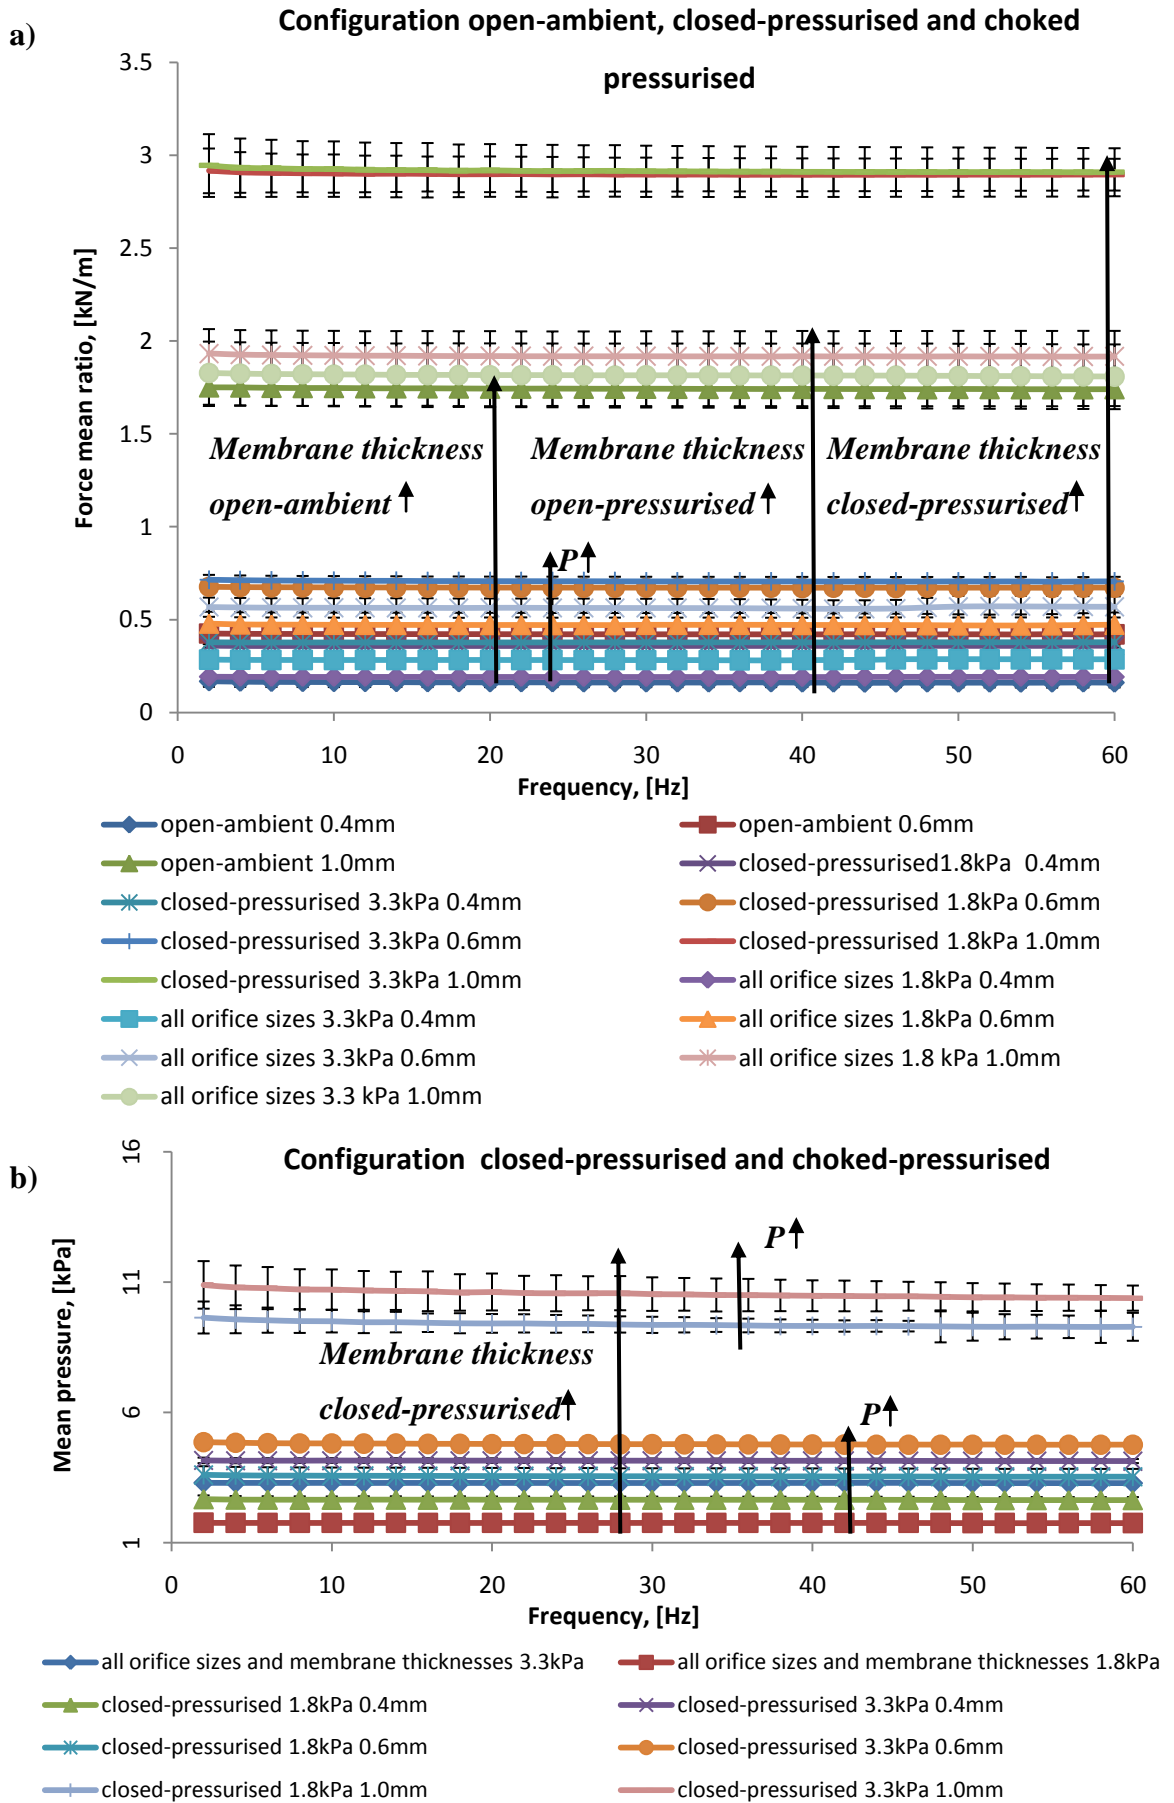 a)
Configuration open-ambient, closed-pressurised and choked
pressurised
Force mean ratio, [kN/m]
3.5
3
2.5
2
1.5
1
0.5
0
Membrane thickness
open-ambient
Membrane thickness
open-pressurised
Membrane thickness
closed-pressurised
P
0 10 20 30 40 50 60
Frequency, [Hz]
open-ambient 0.4mm
open-ambient 0.6mm
open-ambient 1.0mm
closed-pressurised1.8kPa 0.4mm
closed-pressurised 3.3kPa 0.4mm
closed-pressurised 1.8kPa 0.6mm
closed-pressurised 3.3kPa 0.6mm
closed-pressurised 1.8kPa 1.0mm
closed-pressurised 3.3kPa 1.0mm
all orifice sizes 1.8kPa 0.4mm
all orifice sizes 3.3kPa 0.4mm
all orifice sizes 1.8kPa 0.6mm
all orifice sizes 3.3kPa 0.6mm
all orifice sizes 1.8 kPa 1.0mm
all orifice sizes 3.3 kPa 1.0mm
b)
Configuration closed-pressurised and choked-pressurised
Mean pressure, [kPa]
16
11
6
1
P
Membrane thickness
closed-pressurised
P
0 10 20 30 40 50 60
Frequency, [Hz]
all orifice sizes and membrane thicknesses 3.3kPa
all orifice sizes and membrane thicknesses 1.8kPa
closed-pressurised 1.8kPa 0.4mm
closed-pressurised 3.3kPa 0.4mm
closed-pressurised 1.8kPa 0.6mm
closed-pressurised 3.3kPa 0.6mm
closed-pressurised 1.8kPa 1.0mm
closed-pressurised 3.3kPa 1.0mm